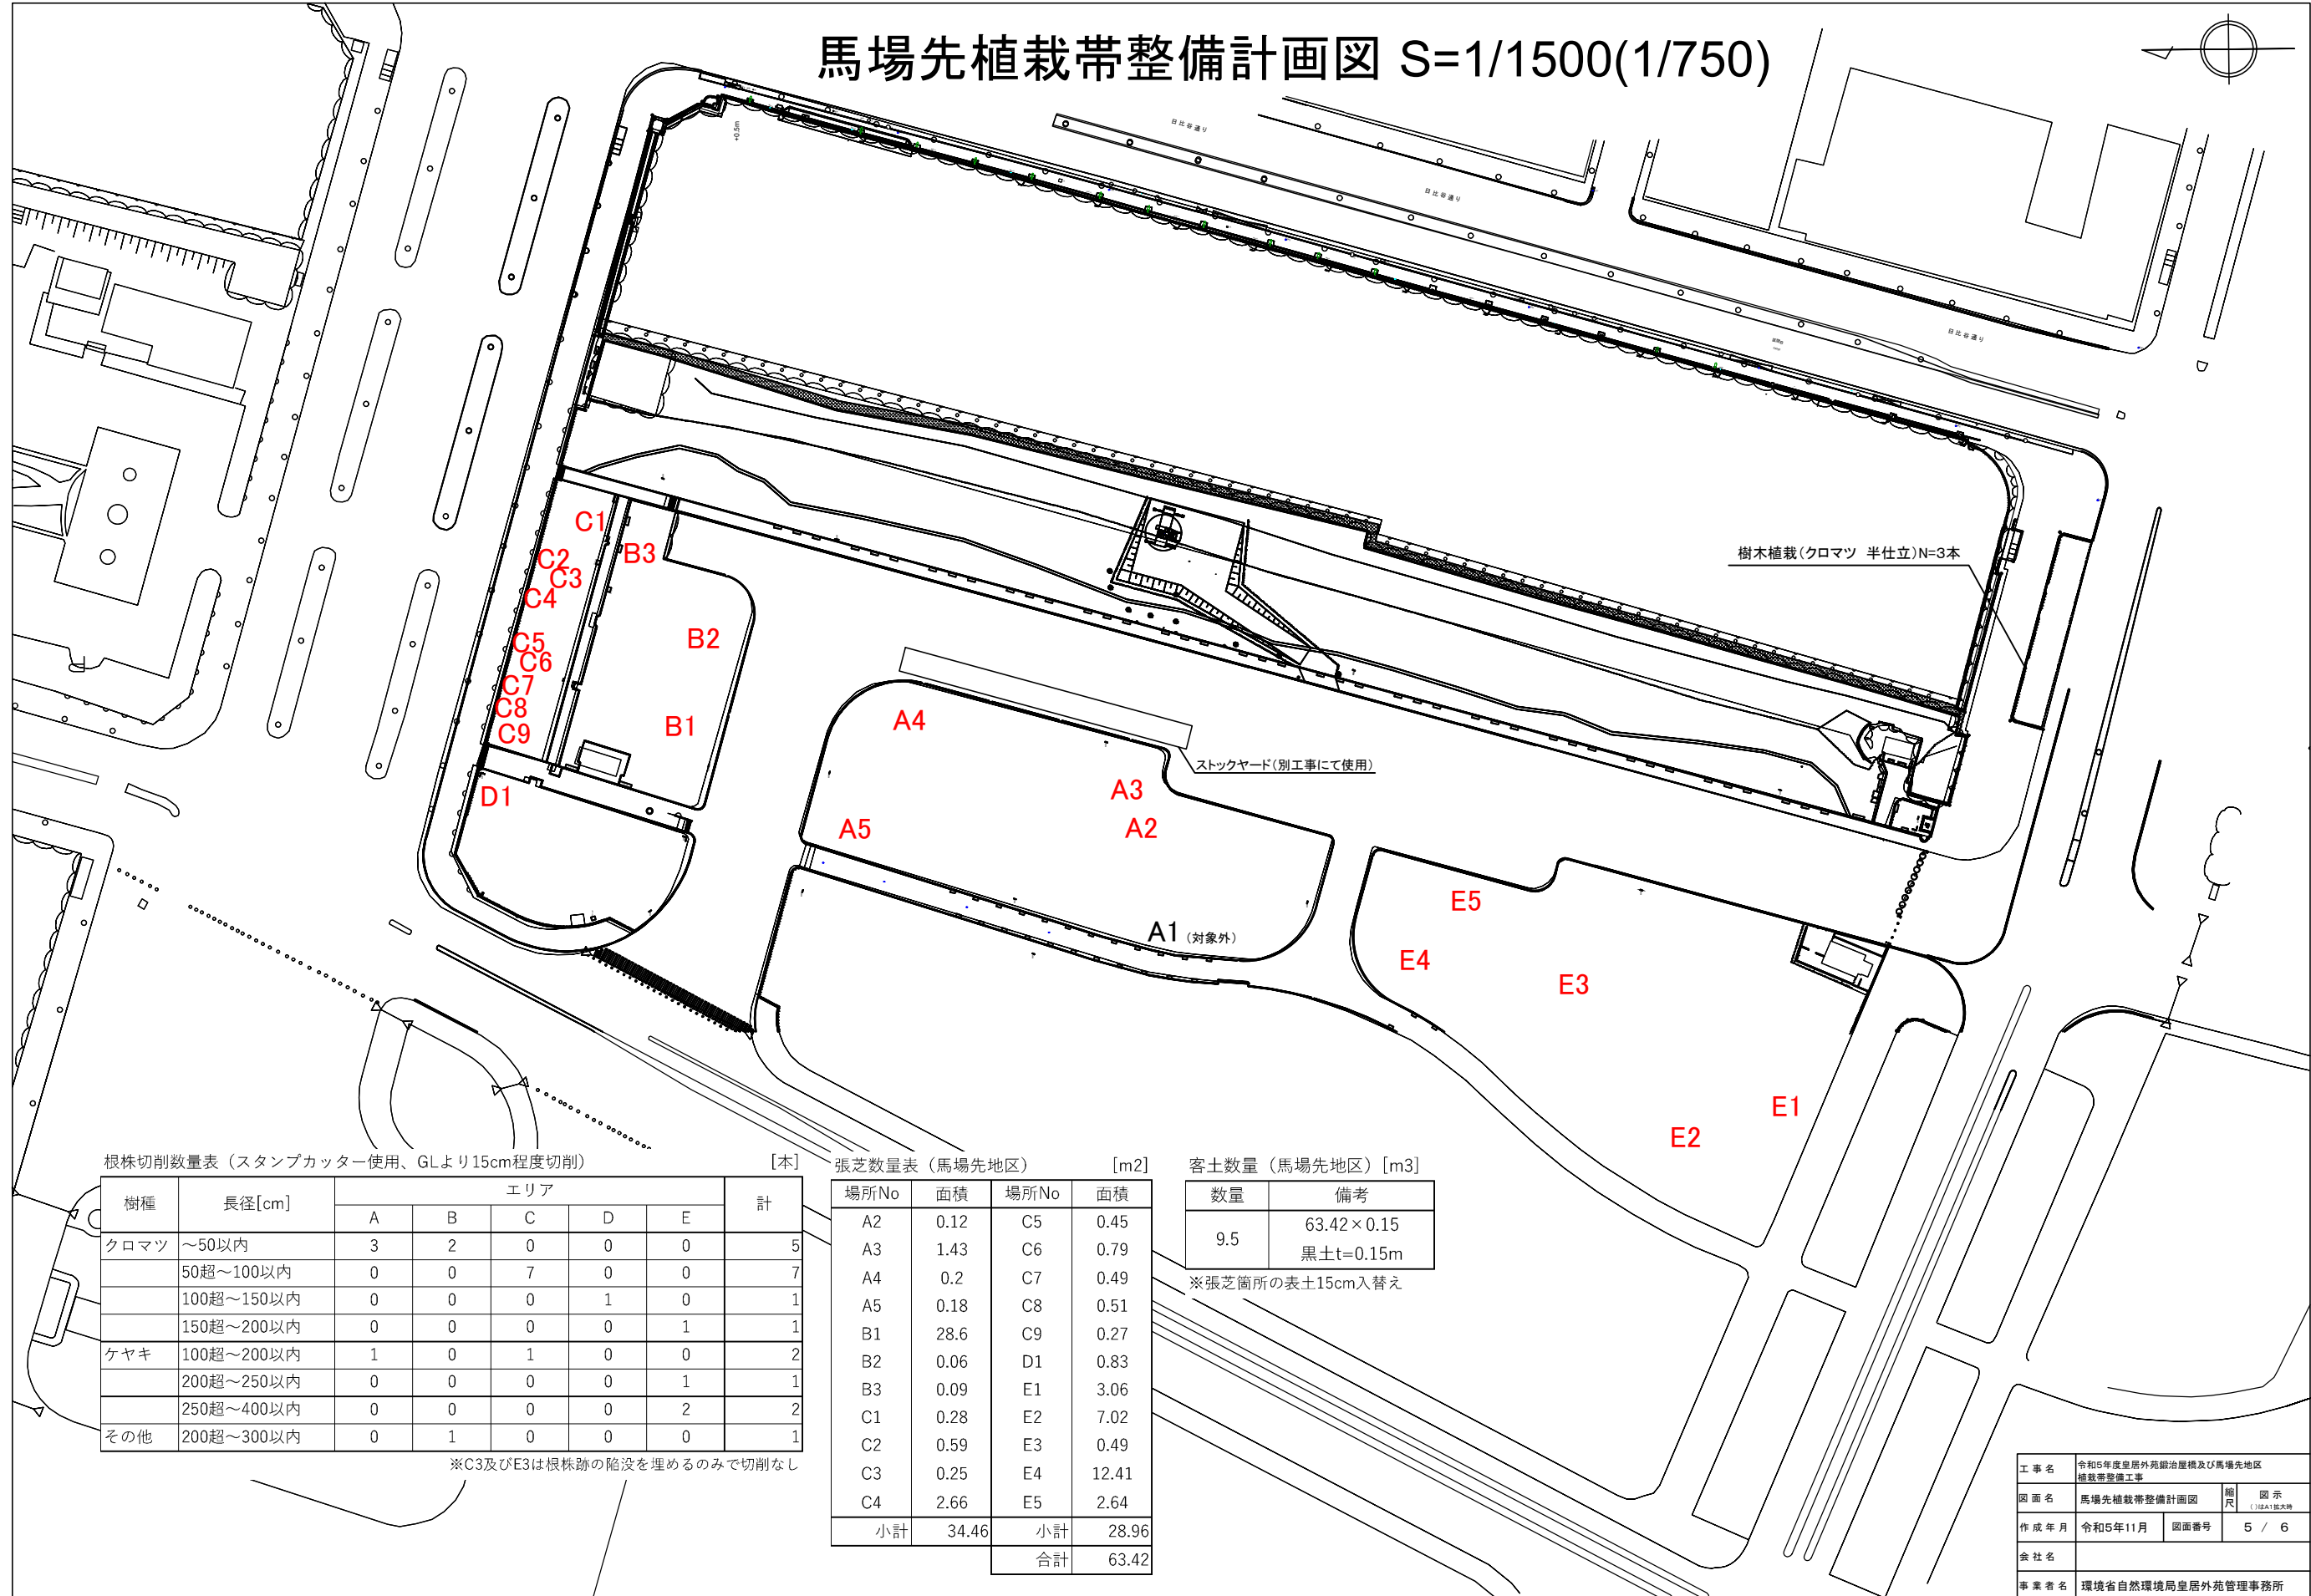 馬場先植栽帯整備計画図 S=1/1500(1/750)
+0.5m
日比谷通り
日比谷通り
日比谷通り
樹木植栽(クロマツ 半仕立)N=3本
C1
B3
C2
C3
C4
C5
C6
B2
C7
C8
C9
B1
D1
A4
ストックヤード(別工事にて使用)
A3
A5
A2
A1 (対象外)
E5
E4
E3
E1
E2
根株切削数量表(スタンプカッター使用、GLより15cm程度切削) [本]
樹種 長径[cm] エリア 計
A B C D E
クロマツ ~50以内 3 2 0 0 0 5
50超~100以内 0 0 7 0 0 7
100超~150以内 0 0 0 1 0 1
150超~200以内 0 0 0 0 1 1
ケヤキ 100超~200以内 1 0 1 0 0 2
200超~250以内 0 0 0 0 1 1
250超~400以内 0 0 0 0 2 2
その他 200超~300以内 0 1 0 0 0 1
※C3及びE3は根株跡の陥没を埋めるのみで切削なし
張芝数量表(馬場先地区) [m2]
場所No 面積 場所No 面積
A2 0.12 C5 0.45
A3 1.43 C6 0.79
A4 0.2 C7 0.49
A5 0.18 C8 0.51
B1 28.6 C9 0.27
B2 0.06 D1 0.83
B3 0.09 E1 3.06
C1 0.28 E2 7.02
C2 0.59 E3 0.49
C3 0.25 E4 12.41
C4 2.66 E5 2.64
小計 34.46 小計 28.96
合計 63.42
客土数量(馬場先地区)[m3]
数量 備考
9.5 63.42×0.15
黒土t=0.15m
※張芝箇所の表土15cm入替え
工事名 令和5年度皇居外苑鍛冶屋橋及び馬場先地区
植栽帯整備工事
図面名 馬場先植栽帯整備計画図 縮尺 図示
( )はA1拡大時
作成年月 令和5年11月 図面番号 5 / 6
会社名
事業者名 環境省自然環境局皇居外苑管理事務所